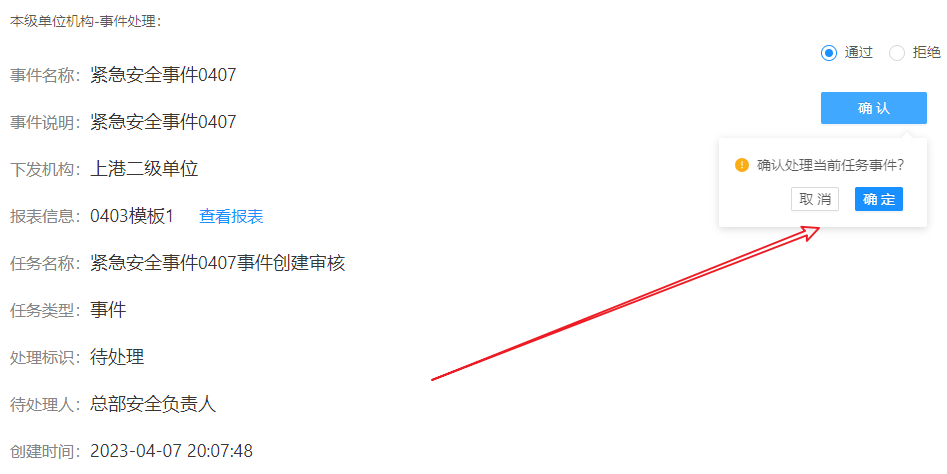 本级单位机构-事件处理：
通过 拒绝
事件名称： 紧急安全事件0407
确认
事件说明： 紧急安全事件0407
确认处理当前任务事件？
下发机构： 上港二级单位
取消 确定
报表信息： 0403模板1 查看报表
任务名称： 紧急安全事件0407事件创建审核
任务类型： 事件
处理标识： 待处理
待处理人： 总部安全负责人
创建时间： 2023-04-07 20:07:48